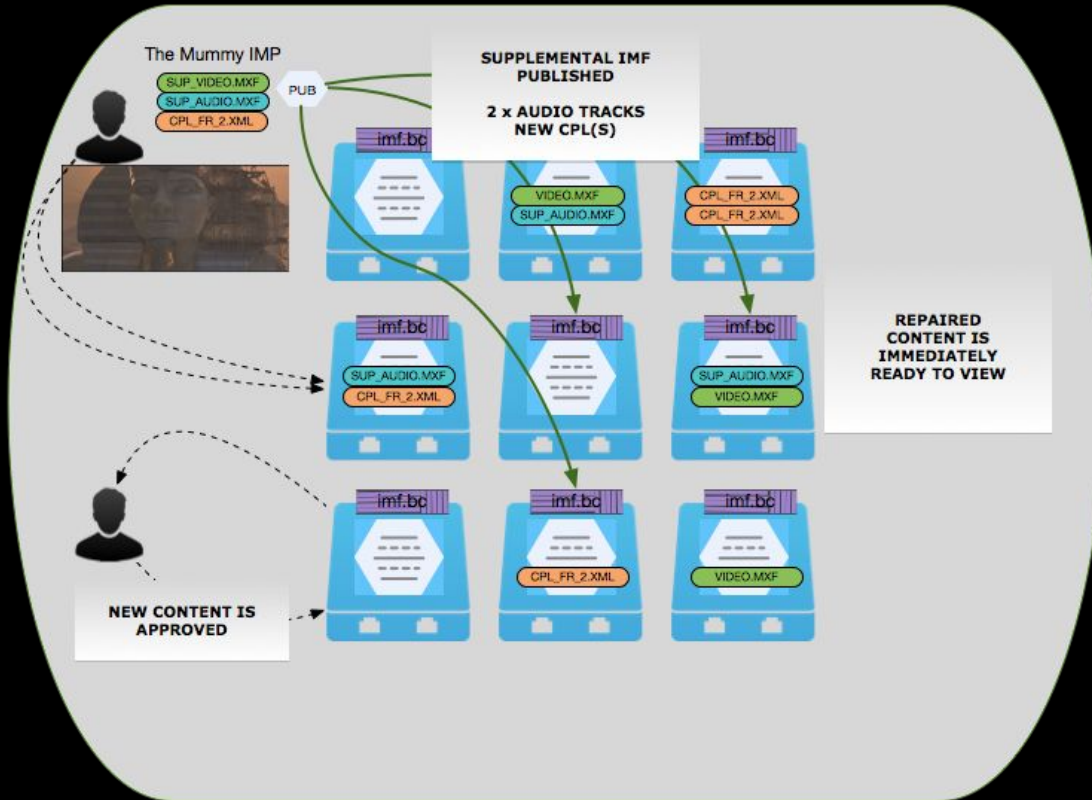 The Mummy IMP
SUP_VIDEO.MXF
SUP_AUDIO.MXF
CPL_FR_2.XML
PUB
SUPPLEMENTAL IMF
PUBLISHED
2 x AUDIO TRACKS
NEW CPL(S)
imf.bc
imf.bc
VIDEO.MXF
SUP_AUDIO.MXF
CPL_FR_2.XML
CPL_FR_2.XML
imf.bc
imf.bc
imf.bc
SUP_AUDIO.MXF
CPL_FR_2.XML
SUP_AUDIO.MXF
VIDEO.MXF
REPAIRED
CONTENT IS
IMMEDIATELY
READY TO VIEW
imf.bc
imf.bc
imf.bc
CPL_FR_2.XML
VIDEO.MXF
NEW CONTENT IS
APPROVED